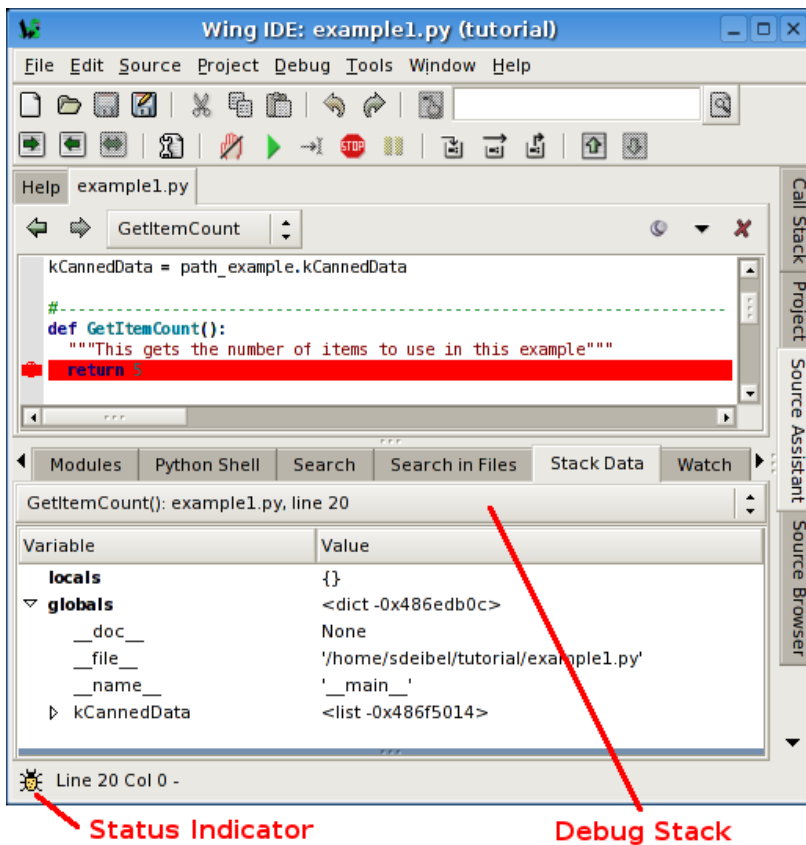 Wing IDE: example1.py (tutorial)
File Edit Source Project Debug Tools Window Help
STOP
Help example1.py
GetItemCount
kCannedData = path_example.kCannedData
#-----------------------------------------------------------------------
def GetItemCount():
"""This gets the number of items to use in this example"""
return 5
Modules Python Shell Search Search in Files Stack Data Watch
GetItemCount(): example1.py, line 20
Variable Value
locals {}
globals <dict -0x486edb0c>
__doc__ None
__file__ '/home/sdeibel/tutorial/example1.py'
__name__ '__main__'
kCannedData <list -0x486f5014>
Line 20 Col 0 -
Call Stack
Project
Source Assistant
Source Browser
Status Indicator
Debug Stack